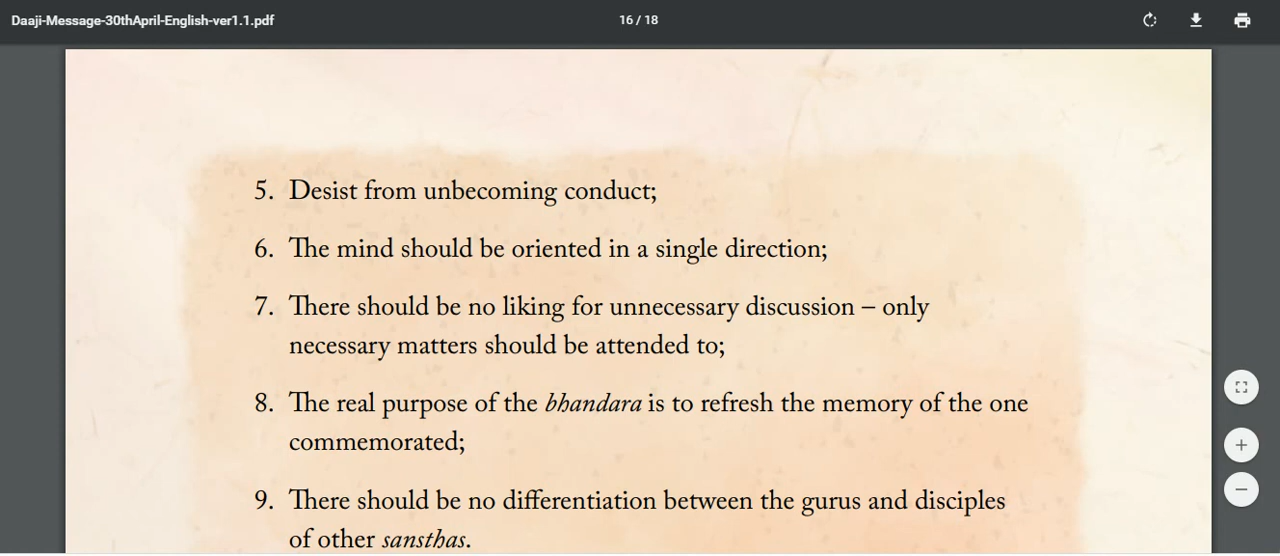 Daaji-Message-30thApril-English-ver1.1.pdf
16 / 18
5. Desist from unbecoming conduct;
6. The mind should be oriented in a single direction;
7. There should be no liking for unnecessary discussion – only
necessary matters should be attended to;
8. The real purpose of the bhandara is to refresh the memory of the one
commemorated;
9. There should be no differentiation between the gurus and disciples
of other sansthas.